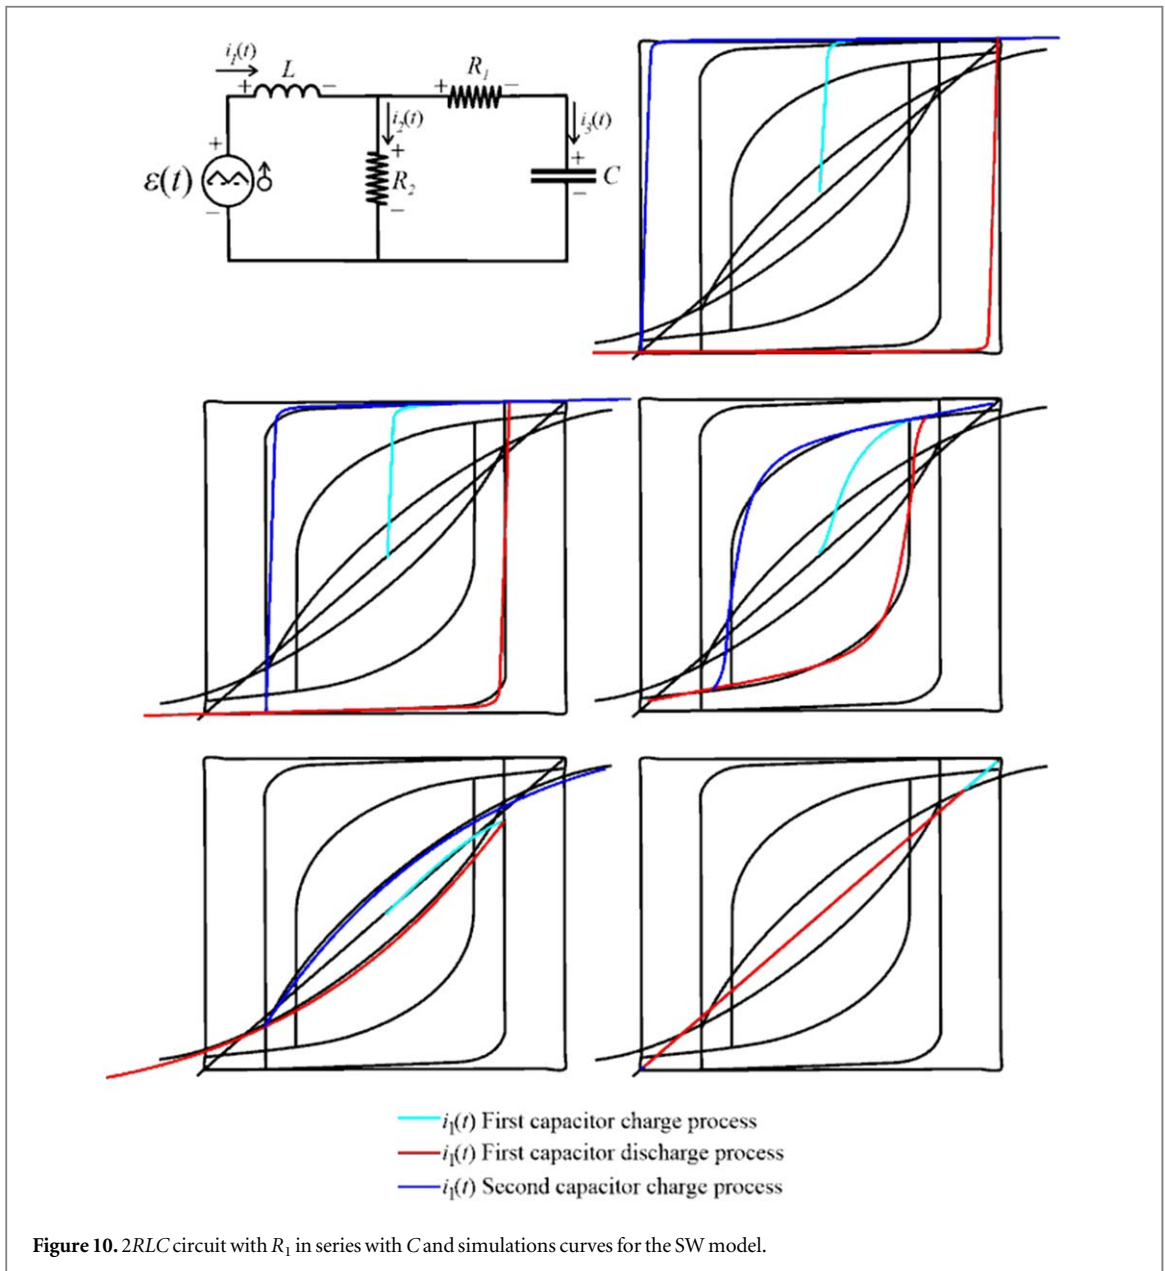 i₁(t)
L
R₁
+ −
+ −
i₂(t)
i₃(t)
+
+
+
ε(t)
R₂
C
−
−
−
i₁(t) First capacitor charge process
i₁(t) First capacitor discharge process
i₁(t) Second capacitor charge process
Figure 10. 2RLC circuit with R₁ in series with C and simulations curves for the SW model.